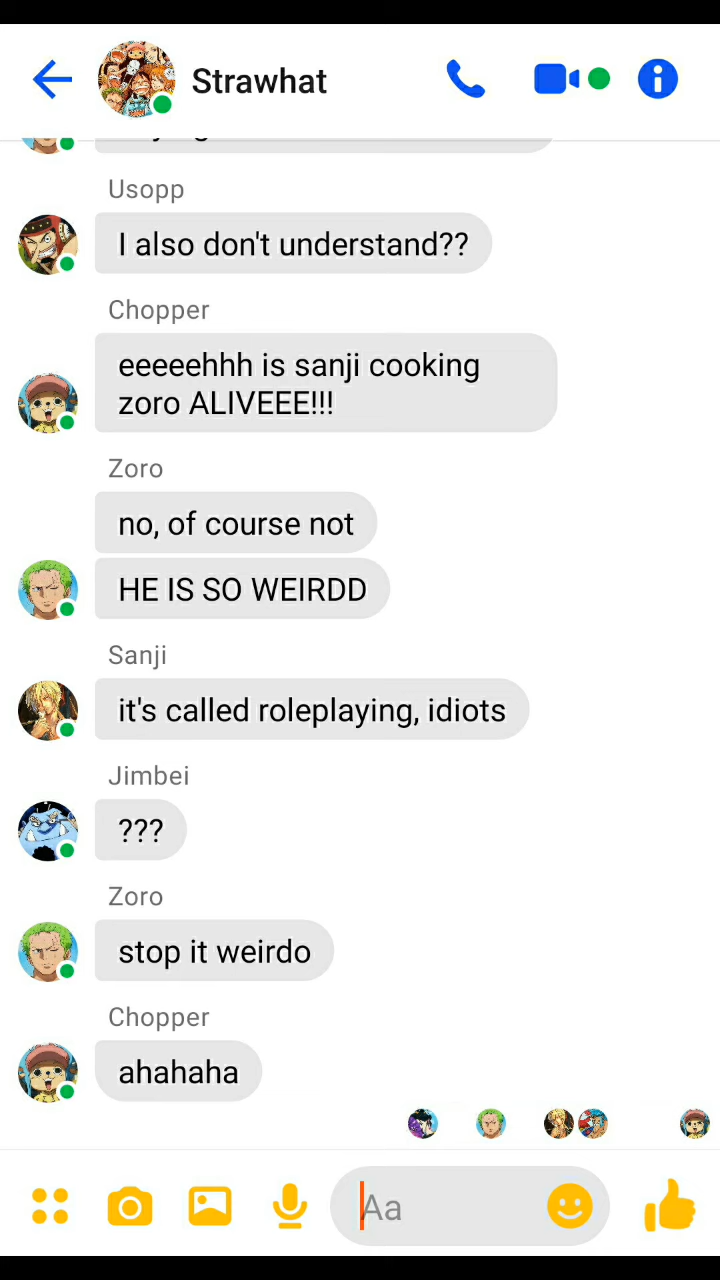 Strawhat
Usopp
I also don't understand??
Chopper
eeeeehhh is sanji cooking
zoro ALIVEEE!!!
Zoro
no, of course not
HE IS SO WEIRDD
Sanji
it's called roleplaying, idiots
Jimbei
???
Zoro
stop it weirdo
Chopper
ahahaha
Aa